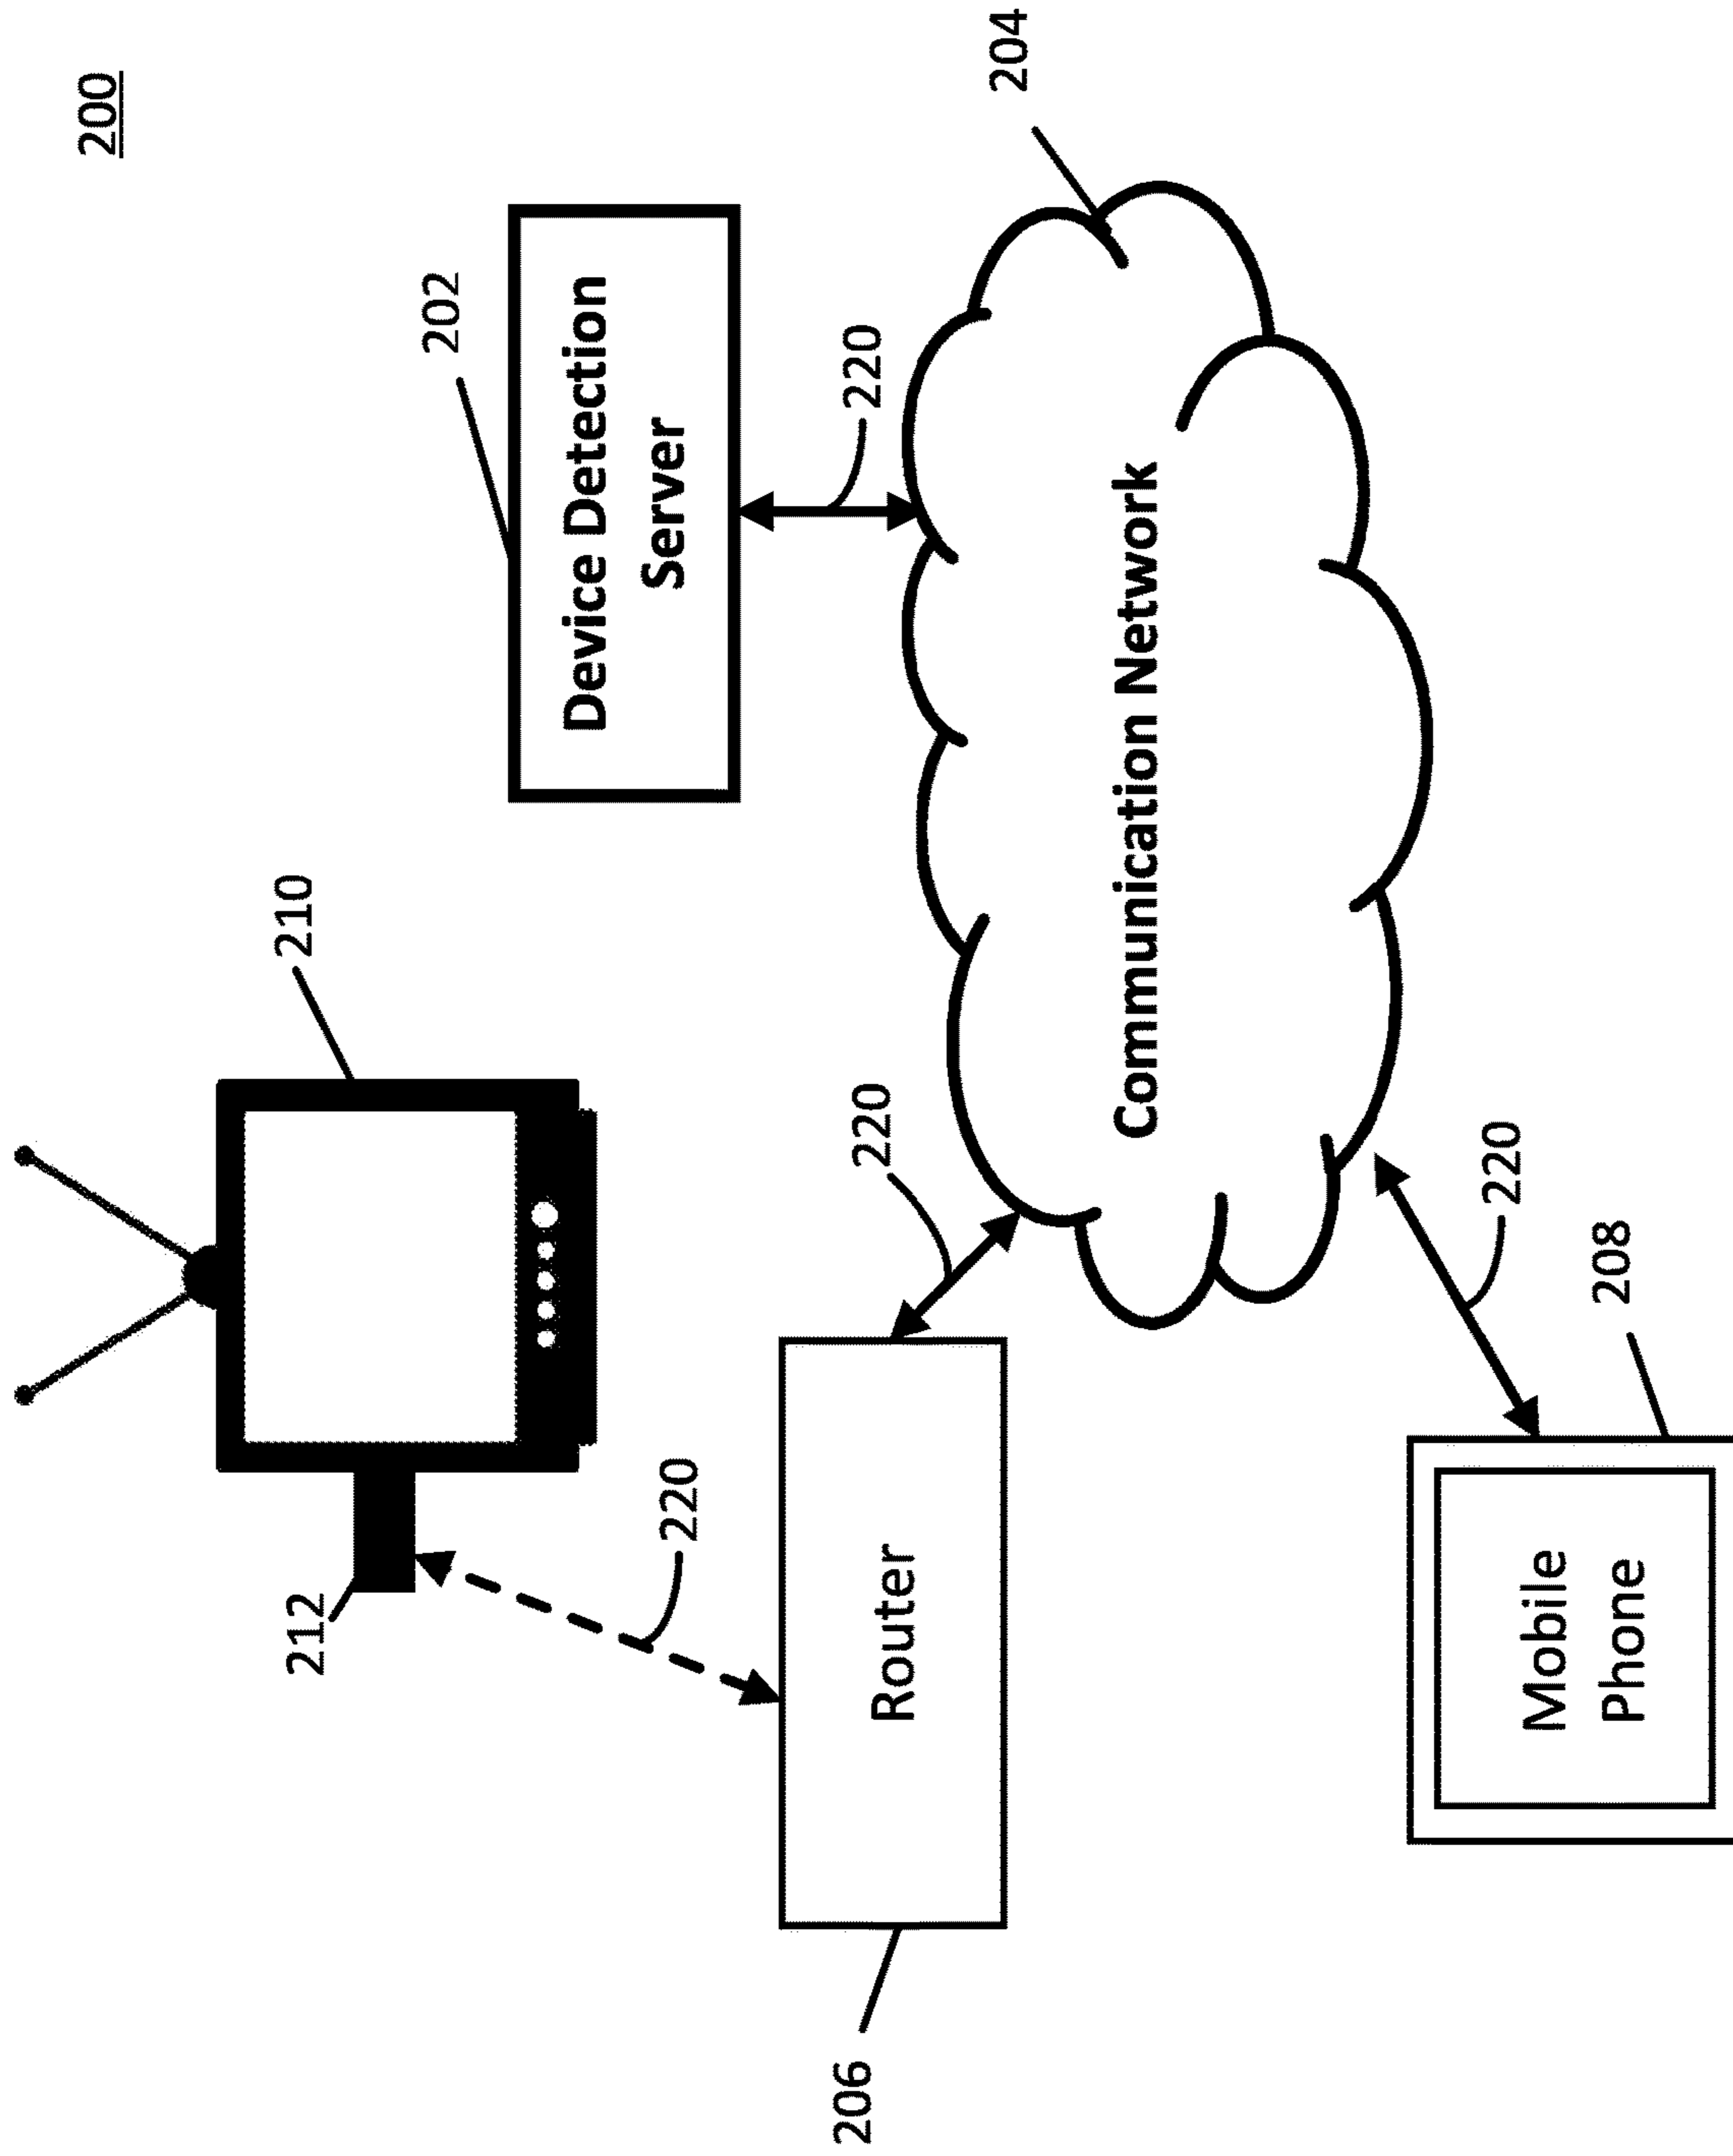 200
212
210
202
Device Detection
Server
220
220
220
206
Router
204
Communication Network
220
208
Mobile
Phone